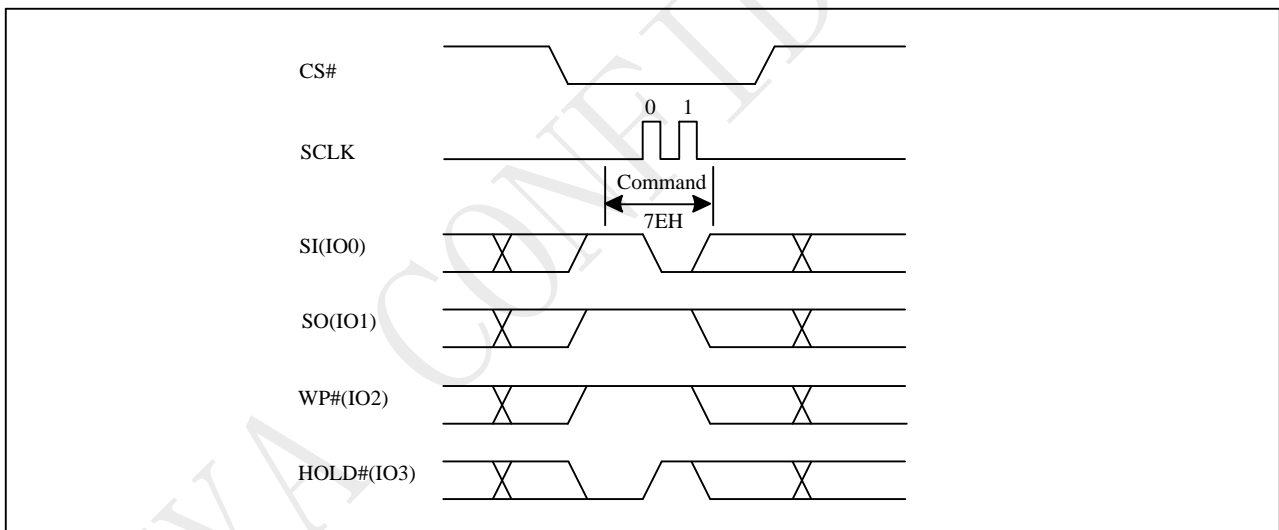 CS#
0 1
SCLK
Command
7EH
SI(IO0)
SO(IO1)
WP#(IO2)
HOLD#(IO3)